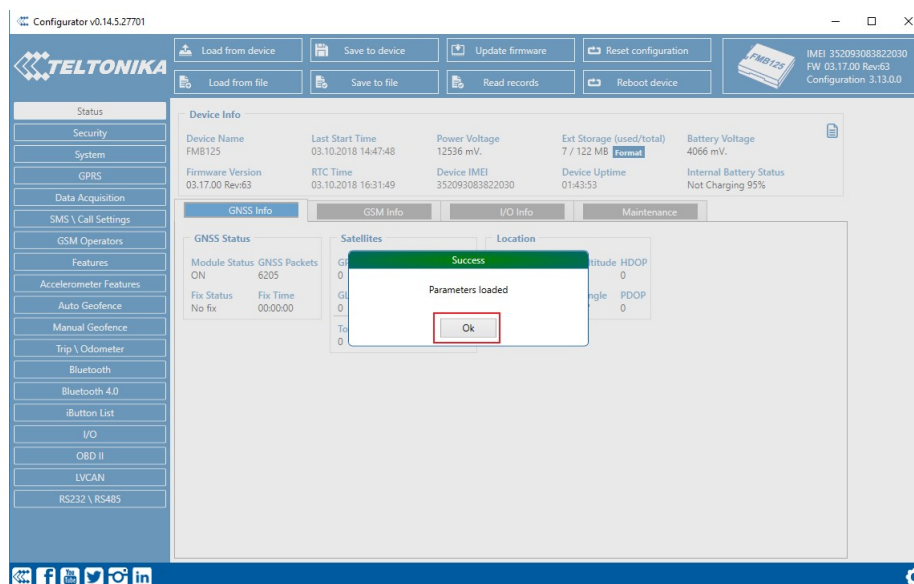 Configurator v0.14.5.27701
TELTONIKA
Load from device
Save to device
Update firmware
Reset configuration
Load from file
Save to file
Read records
Reboot device
FMB125
IMEI 352093083822030
FW 03.17.00 Rev:63
Configuration 3.13.0.0
Status
Security
System
GPRS
Data Acquisition
SMS \ Call Settings
GSM Operators
Features
Accelerometer Features
Auto Geofence
Manual Geofence
Trip \ Odometer
Bluetooth
Bluetooth 4.0
iButton List
I/O
OBD II
LVCAN
RS232 \ RS485
Device Info
Device Name Last Start Time Power Voltage Ext Storage (used/total) Battery Voltage
FMB125 03.10.2018 14:47:48 12536 mV. 7 / 122 MB Format 4066 mV.
Firmware Version RTC Time Device IMEI Device Uptime Internal Battery Status
03.17.00 Rev:63 03.10.2018 16:31:49 352093083822030 01:43:53 Not Charging 95%
GNSS Info GSM Info I/O Info Maintenance
GNSS Status
Module Status GNSS Packets
ON 6205
Fix Status Fix Time
No fix 00:00:00
Satellites
0
0
0
Location
HDOP
0
PDOP
0
Success
Parameters loaded
Ok
You
Tube